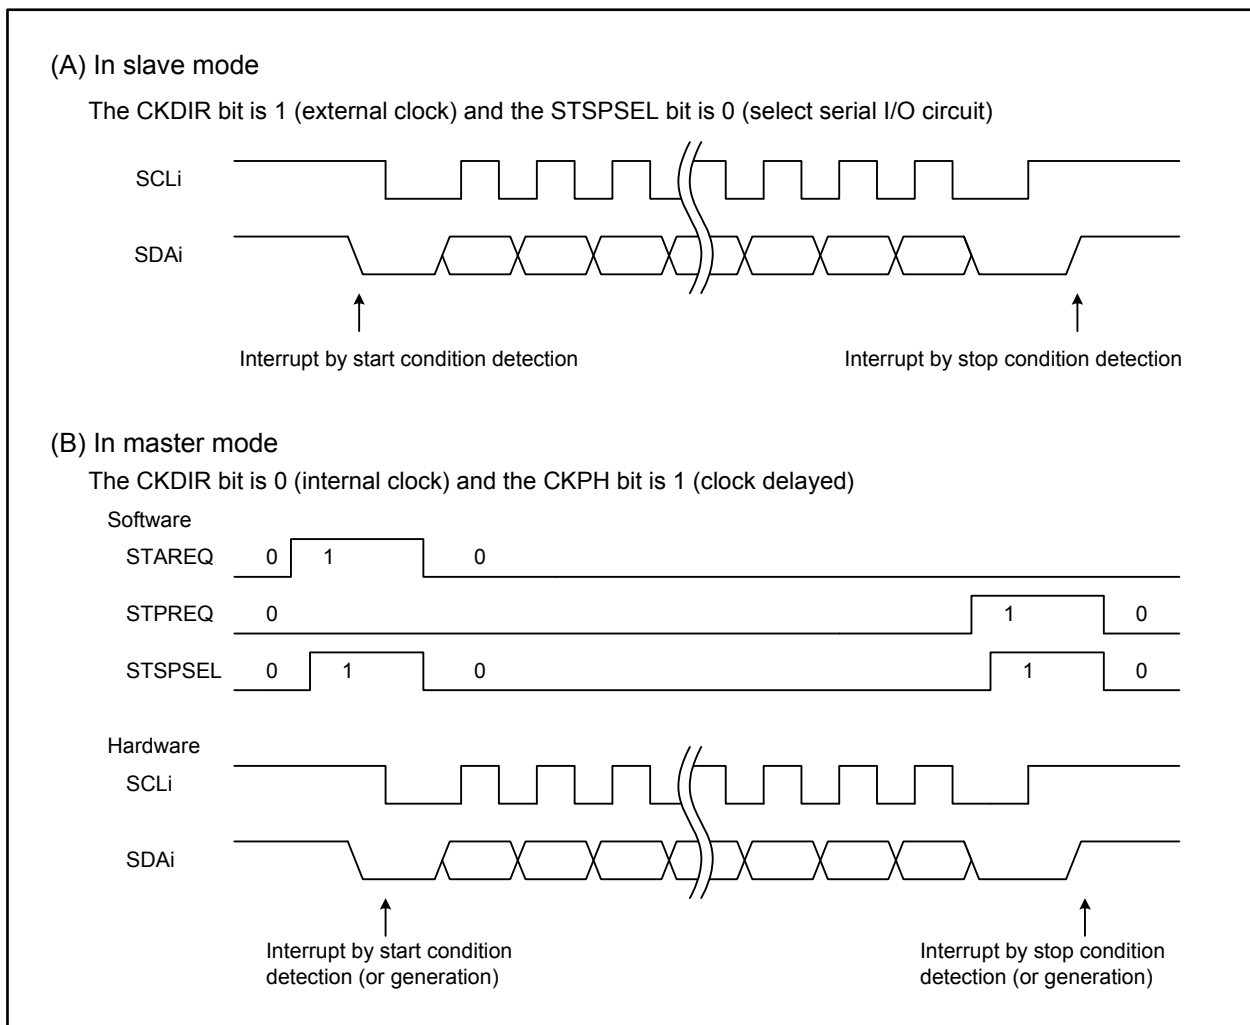 (A) In slave mode
The CKDIR bit is 1 (external clock) and the STSPSEL bit is 0 (select serial I/O circuit)
SCLi
SDAi
Interrupt by start condition detection
Interrupt by stop condition detection
(B) In master mode
The CKDIR bit is 0 (internal clock) and the CKPH bit is 1 (clock delayed)
Software
STAREQ 0 1 0
STPREQ 0 1 0
STSPSEL 0 1 0 1 0
Hardware
SCLi
SDAi
Interrupt by start condition
detection (or generation)
Interrupt by stop condition
detection (or generation)